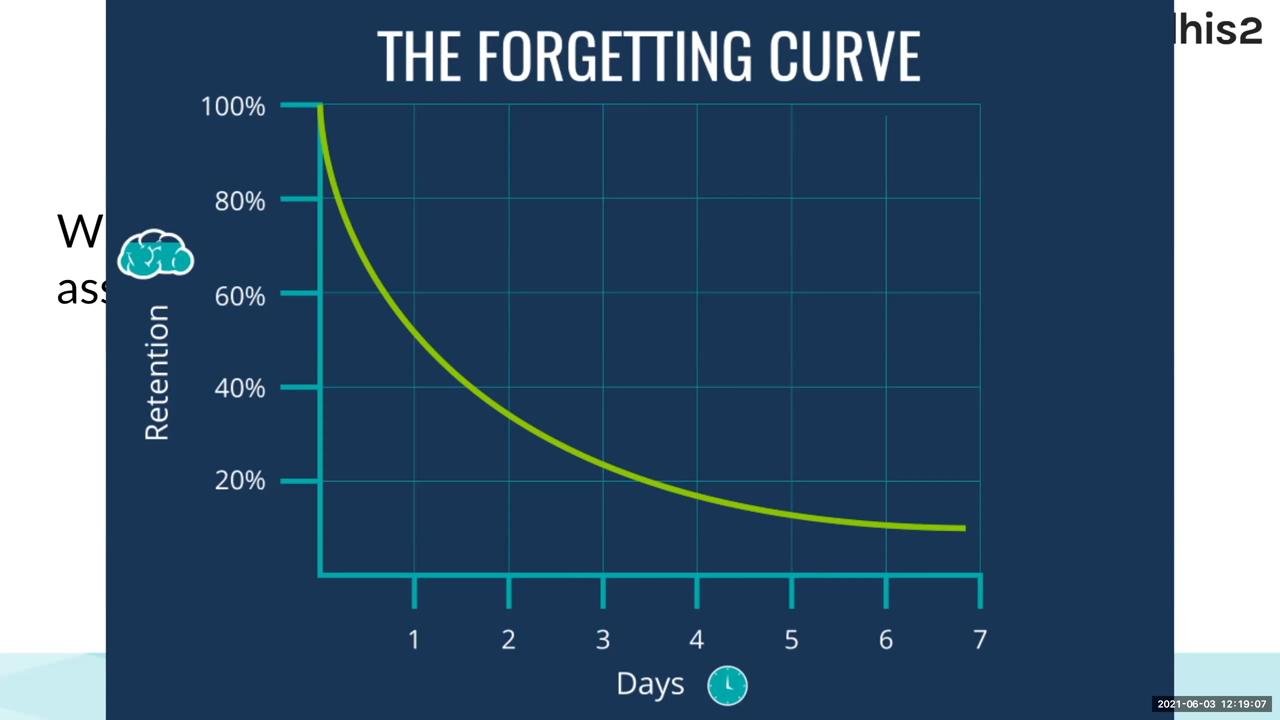 THE FORGETTING CURVE
dhis2
100%
80%
60%
40%
20%
Retention
1 2 3 4 5 6 7
Days
2021-06-03 12:19:07